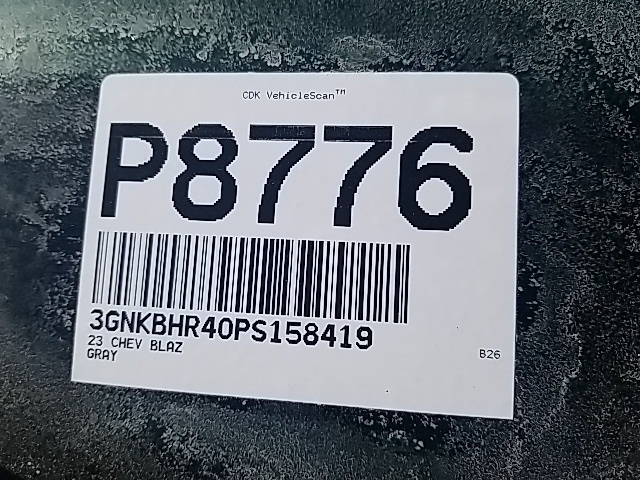 CDK VehicleScan™
P8776
3GNKBHR40PS158419
23 CHEV BLAZ
GRAY
B26